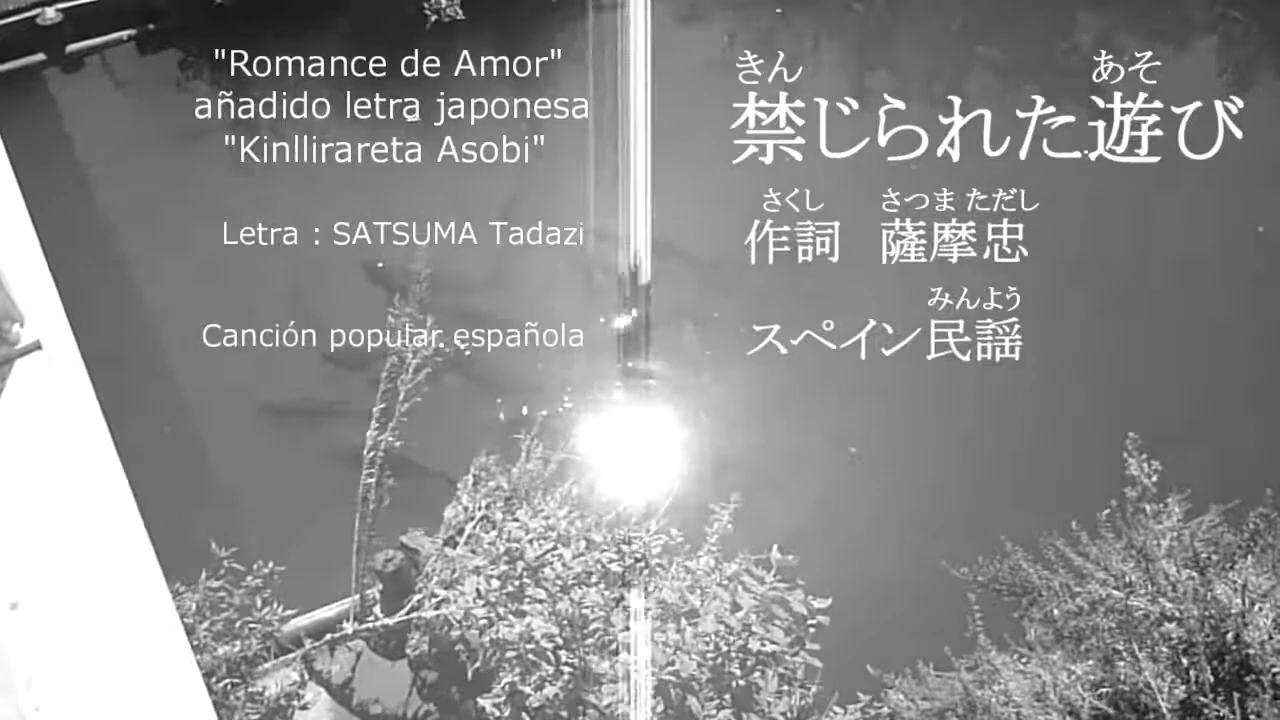 "Romance de Amor"
añadido letra japonesa
"Kinllirareta Asobi"
Letra : SATSUMA Tadazi
Canción popular española
きん あそ
禁じられた遊び
さくし さつま ただし
作詞 薩摩忠
みんよう
スペイン民謡